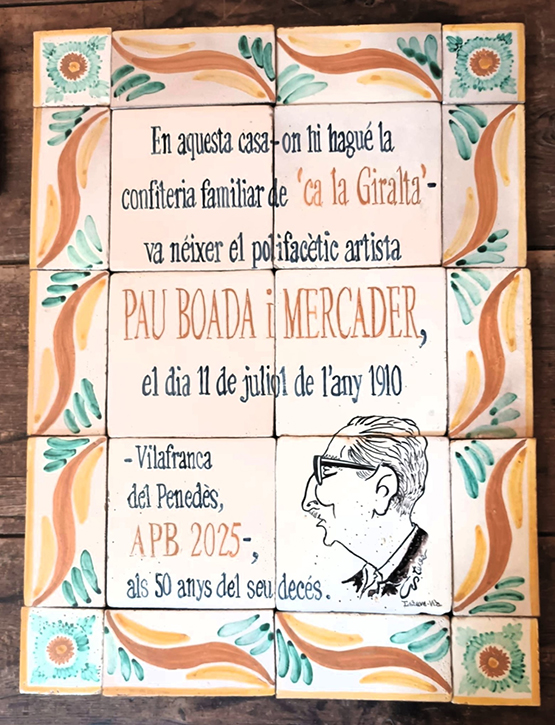 En aquesta casa -on hi hagué la
confiteria familiar de 'ca la Giralta'-
va néixer el polifacètic artista
PAU BOADA i MERCADER,
el dia 11 de juliol de l'any 1910
-Vilafranca
del Penedès,
APB 2025-,
als 50 anys del seu decés.